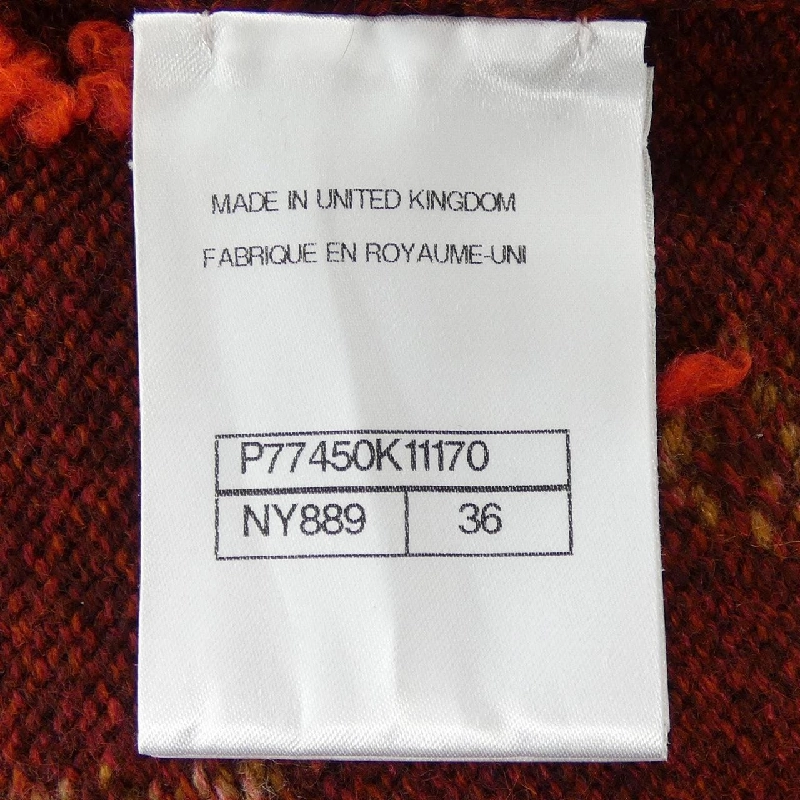 MADE IN UNITED KINGDOM
FABRIQUE EN ROYAUME-UNI
P77450K11170
NY889 36